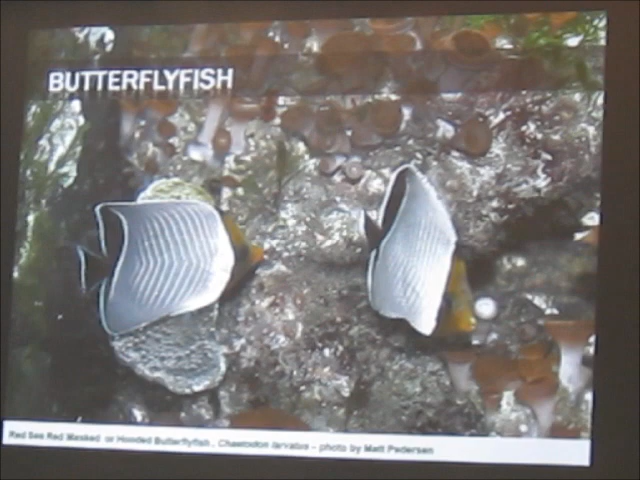 BUTTERFLYFISH
Red Sea Red Masked or Hooded Butterflyfish, Chaetodon larvatus - photo by Matt Pedersen